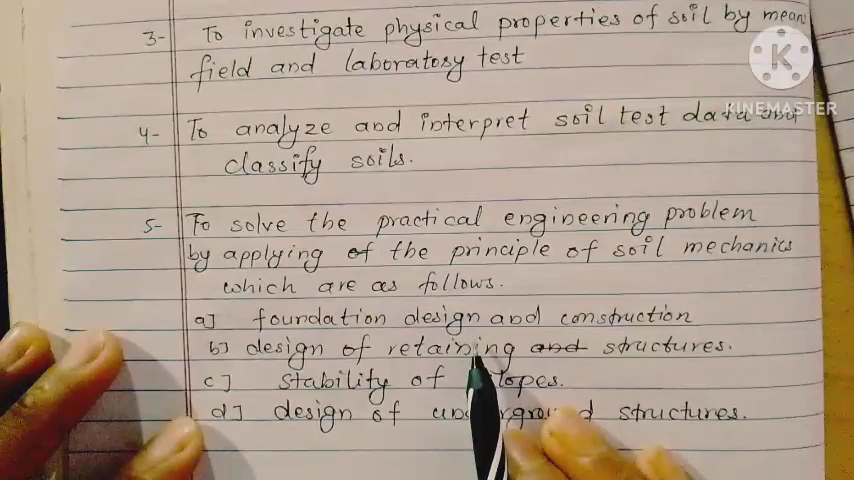 3- To investigate physical properties of soil by mean
field and laboratory test
4- To analyze and interpret soil test data and
classify soils.
5- To solve the practical engineering problem
by applying of the principle of soil mechanics
which are as follows.
a] foundation design and construction
b] design of retaining and structures.
c] stability of slopes.
d] design of underground structures.
K
KINEMASTER